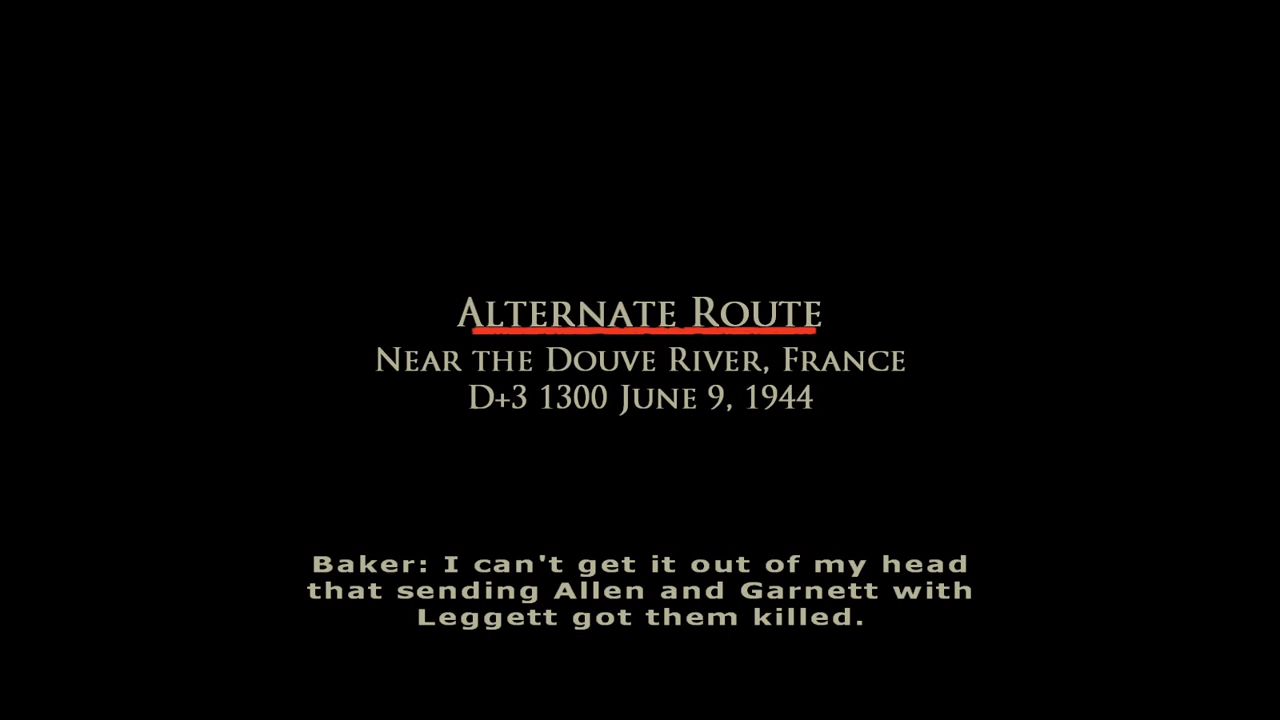 Alternate Route
Near the Douve River, France
D+3 1300 June 9, 1944
Baker: I can't get it out of my head
that sending Allen and Garnett with
Leggett got them killed.